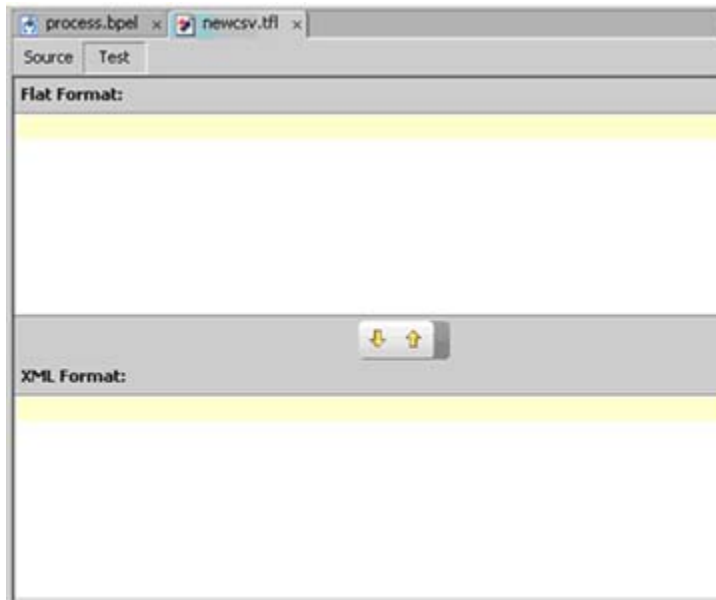 process.bpel x newcsv.tfl x
Source Test
Flat Format:
XML Format: